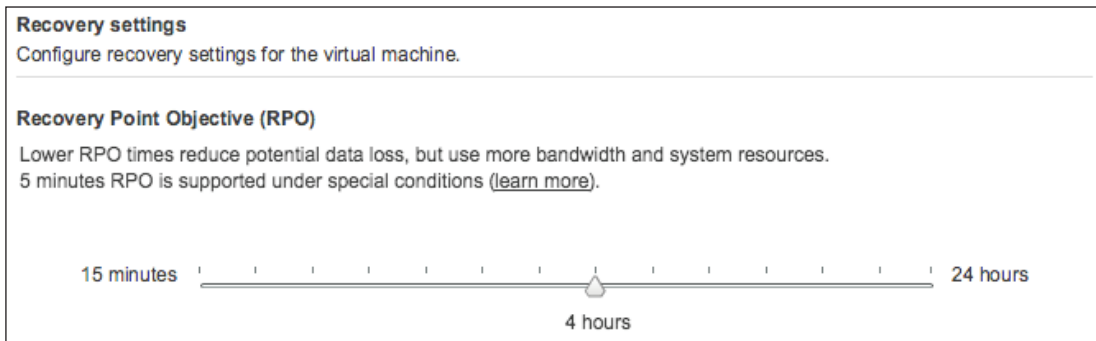 Recovery settings
Configure recovery settings for the virtual machine.
Recovery Point Objective (RPO)
Lower RPO times reduce potential data loss, but use more bandwidth and system resources.
5 minutes RPO is supported under special conditions (learn more).
15 minutes 24 hours
4 hours